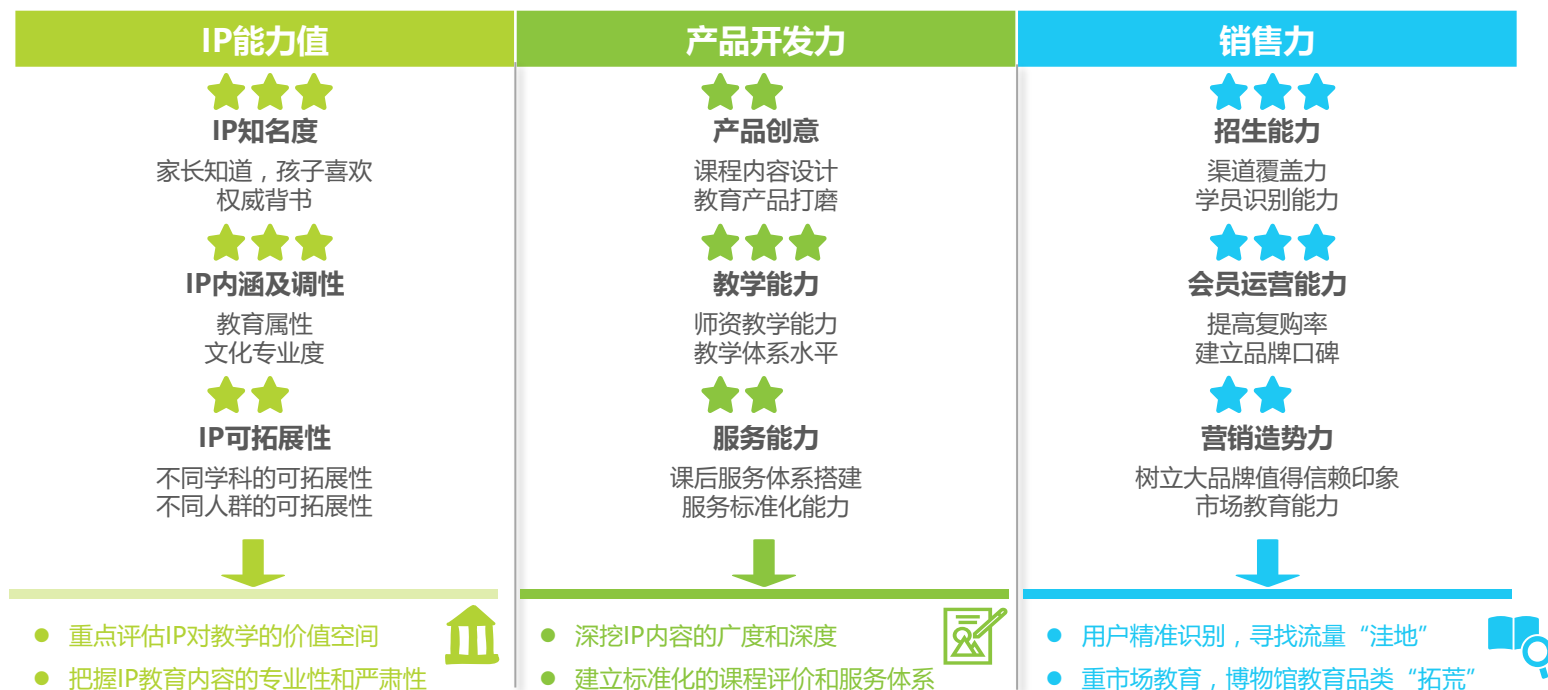 IP能力值
IP知名度
家长知道，孩子喜欢
权威背书
IP内涵及调性
教育属性
文化专业度
IP可拓展性
不同学科的可拓展性
不同人群的可拓展性
● 重点评估IP对教学的价值空间
● 把握IP教育内容的专业性和严肃性
产品开发力
产品创意
课程内容设计
教育产品打磨
教学能力
师资教学能力
教学体系水平
服务能力
课后服务体系搭建
服务标准化能力
● 深挖IP内容的广度和深度
● 建立标准化的课程评价和服务体系
销售力
招生能力
渠道覆盖力
学员识别能力
会员运营能力
提高复购率
建立品牌口碑
营销造势力
树立大品牌值得信赖印象
市场教育能力
● 用户精准识别，寻找流量“洼地”
● 重市场教育，博物馆教育品类“拓荒”